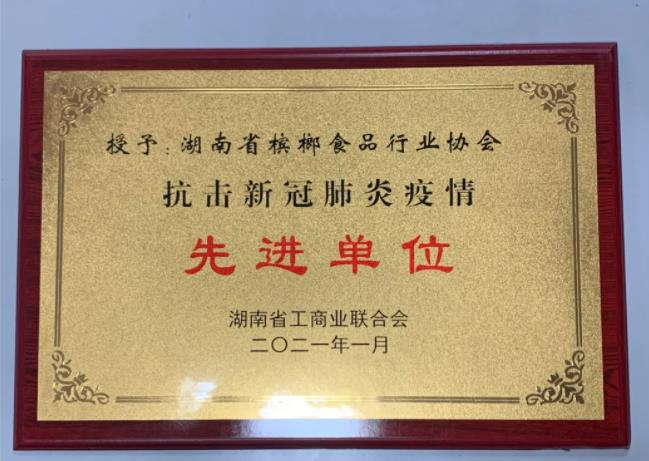 授予：湖南省槟榔食品行业协会
抗击新冠肺炎疫情
先进单位
湖南省工商业联合会
二〇二一年一月